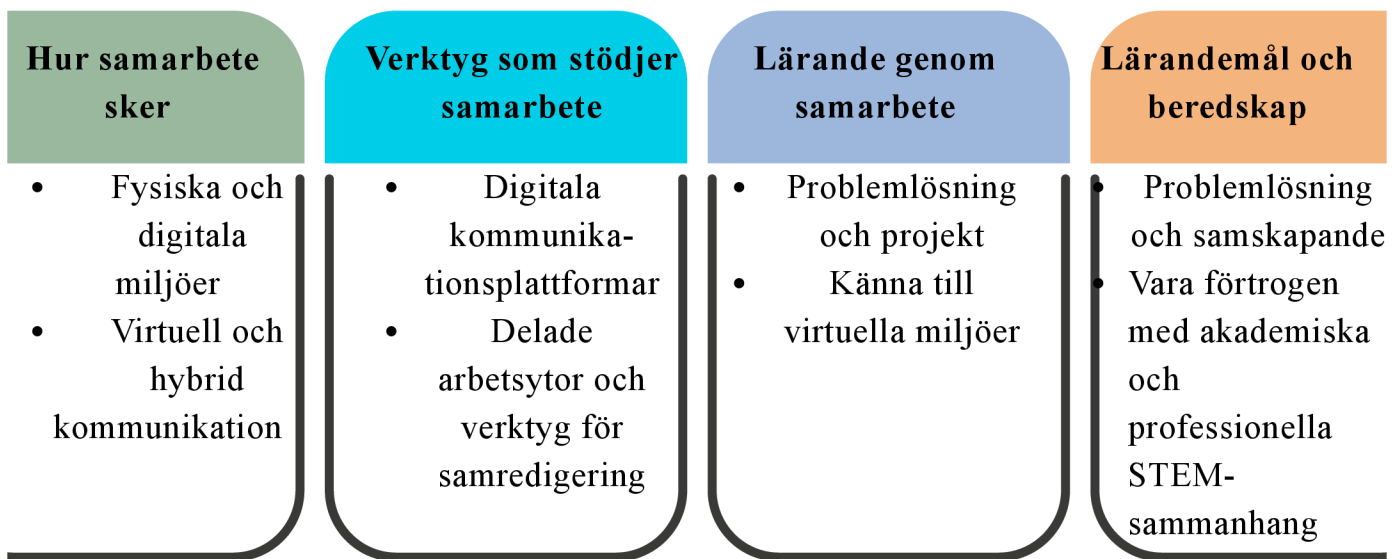 Hur samarbete
sker
• Fysiska och
digitala
miljöer
• Virtuell och
hybrid
kommunikation
Verktyg som stödjer
samarbete
• Digitala
kommunika-
tionsplattformar
• Delade
arbetsytor och
verktyg för
samredigering
Lärande genom
samarbete
• Problemlösning
och projekt
• Känna till
virtuella miljöer
Lärandemål och
beredskap
• Problemlösning
och samskapande
• Vara förtrogen
med akademiska
och
professionella
STEM-
sammanhang